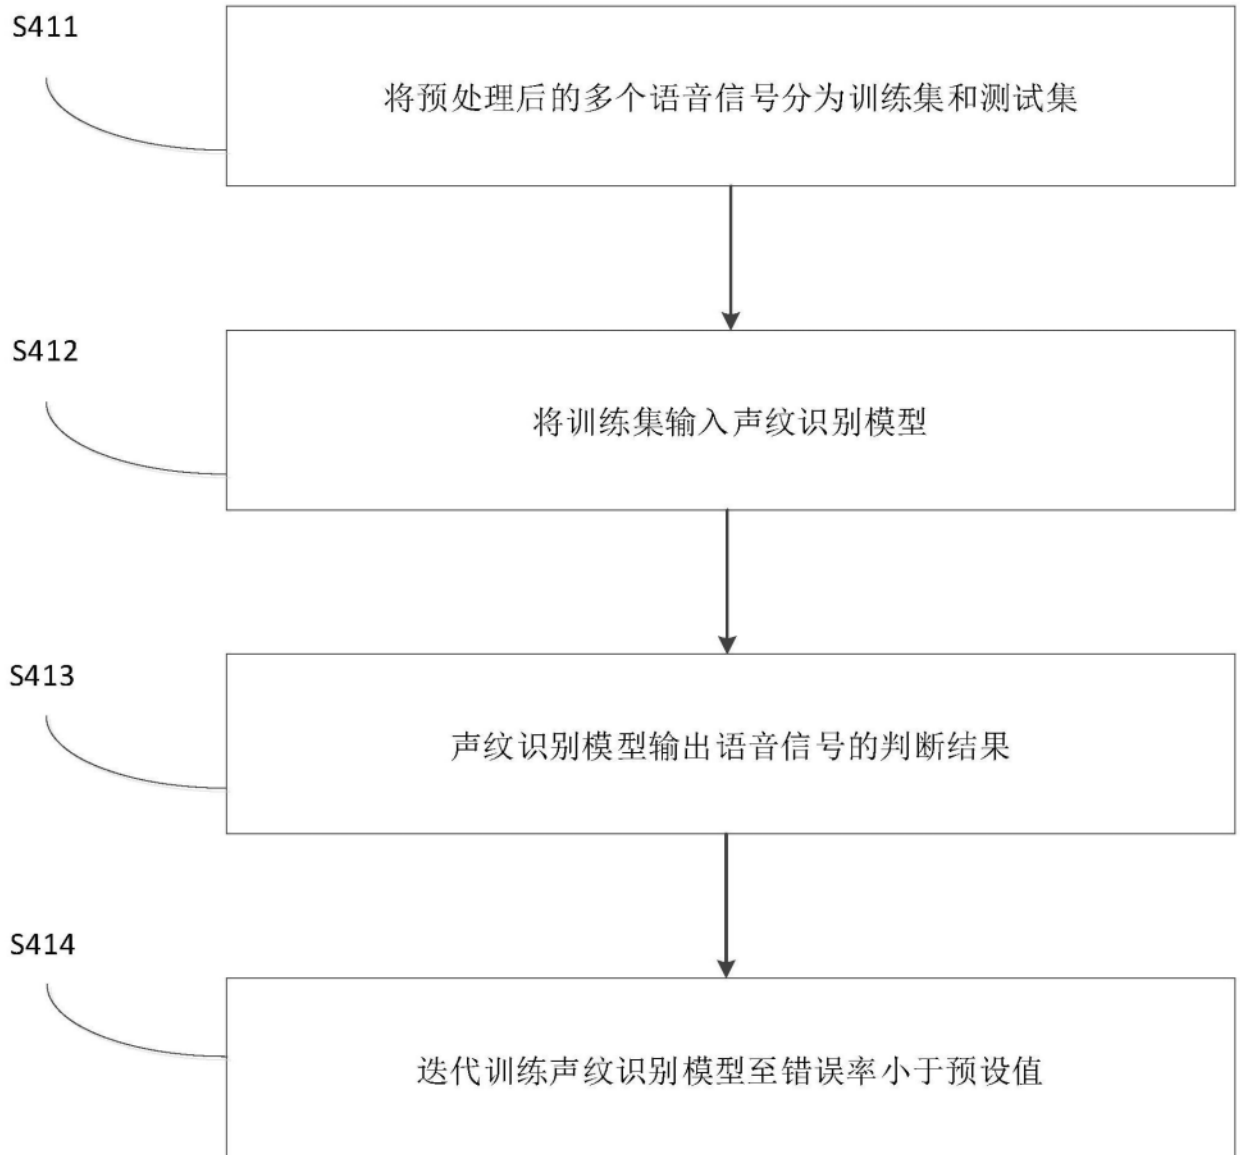 S411
将预处理后的多个语音信号分为训练集和测试集
S412
将训练集输入声纹识别模型
S413
声纹识别模型输出语音信号的判断结果
S414
迭代训练声纹识别模型至错误率小于预设值